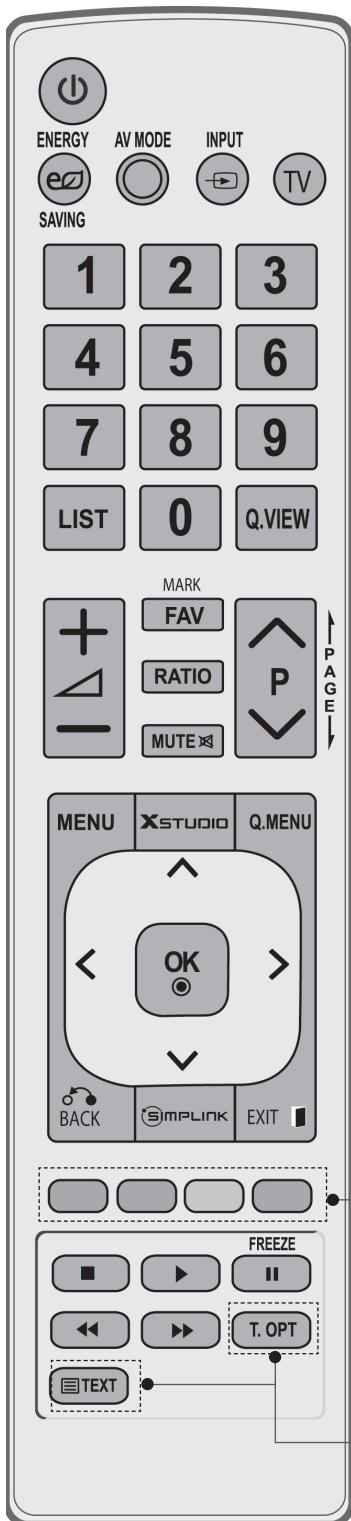 ENERGY AV MODE INPUT
TV
SAVING
1 2 3
4 5 6
7 8 9
LIST 0 Q.VIEW
MARK
FAV
RATIO
MUTE
P
PAGE
MENU XSTUDIO Q.MENU
OK
BACK SIMPLINK EXIT
FREEZE
T. OPT
TEXT